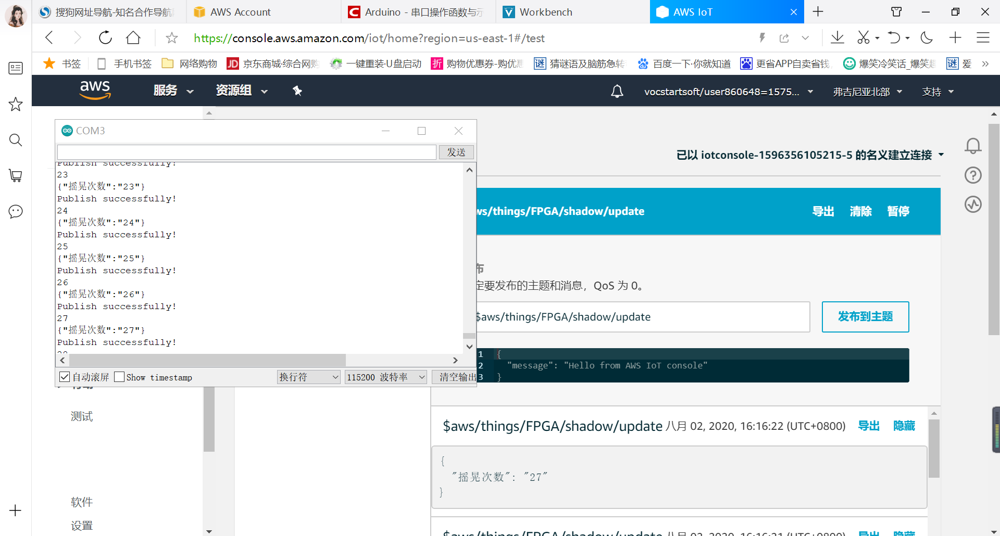 搜狗网址导航-知名合作导航
AWS Account
Arduino - 串口操作函数与示
Workbench
AWS IoT
https://console.aws.amazon.com/iot/home?region=us-east-1#/test
书签
手机书签
网络购物
JD 京东商城·综合网购
一键重装·U盘启动
折 购物优惠券-购优惠
谜 猜谜语及脑筋急转
百度一下·你就知道
更省APP自卖省钱
爆笑冷笑话_爆笑
谜 爱
aws
服务
资源组
vocstartsoft/user860648=1575...
弗吉尼亚北部
支持
COM3
发送
已以 iotconsole-1596356105215-5 的名义建立连接
Publish successfully!
23
{"摇晃次数":"23"}
Publish successfully!
24
{"摇晃次数":"24"}
Publish successfully!
25
{"摇晃次数":"25"}
Publish successfully!
26
{"摇晃次数":"26"}
Publish successfully!
27
{"摇晃次数":"27"}
Publish successfully!
28
自动滚屏
Show timestamp
换行符
115200 波特率
清空输出
ws/things/FPGA/shadow/update
导出
清除
暂停
布
定要发布的主题和消息，QoS 为 0。
$aws/things/FPGA/shadow/update
发布到主题
1 {
2 "message": "Hello from AWS IoT console"
3 }
行动
测试
软件
设置
$aws/things/FPGA/shadow/update 八月 02, 2020, 16:16:22 (UTC+0800) 导出 隐藏
{
"摇晃次数": "27"
}
$aws/things/FPGA/shadow/update 八月 02, 2020, 16:16:21 (UTC+0800) 导出 隐藏